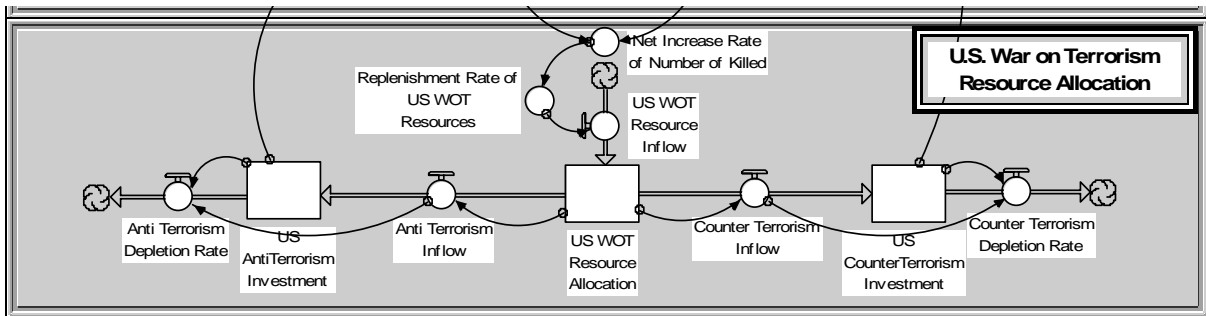 U.S. War on Terrorism
Resource Allocation
Net Increase Rate
of Number of Killed
Replenishment Rate of
US WOT
Resources
US WOT
Resource
Inflow
Anti Terrorism
Depletion Rate
US
AntiTerrorism
Investment
Anti Terrorism
Inflow
US WOT
Resource
Allocation
Counter Terrorism
Inflow
US
CounterTerrorism
Investment
Counter Terrorism
Depletion Rate